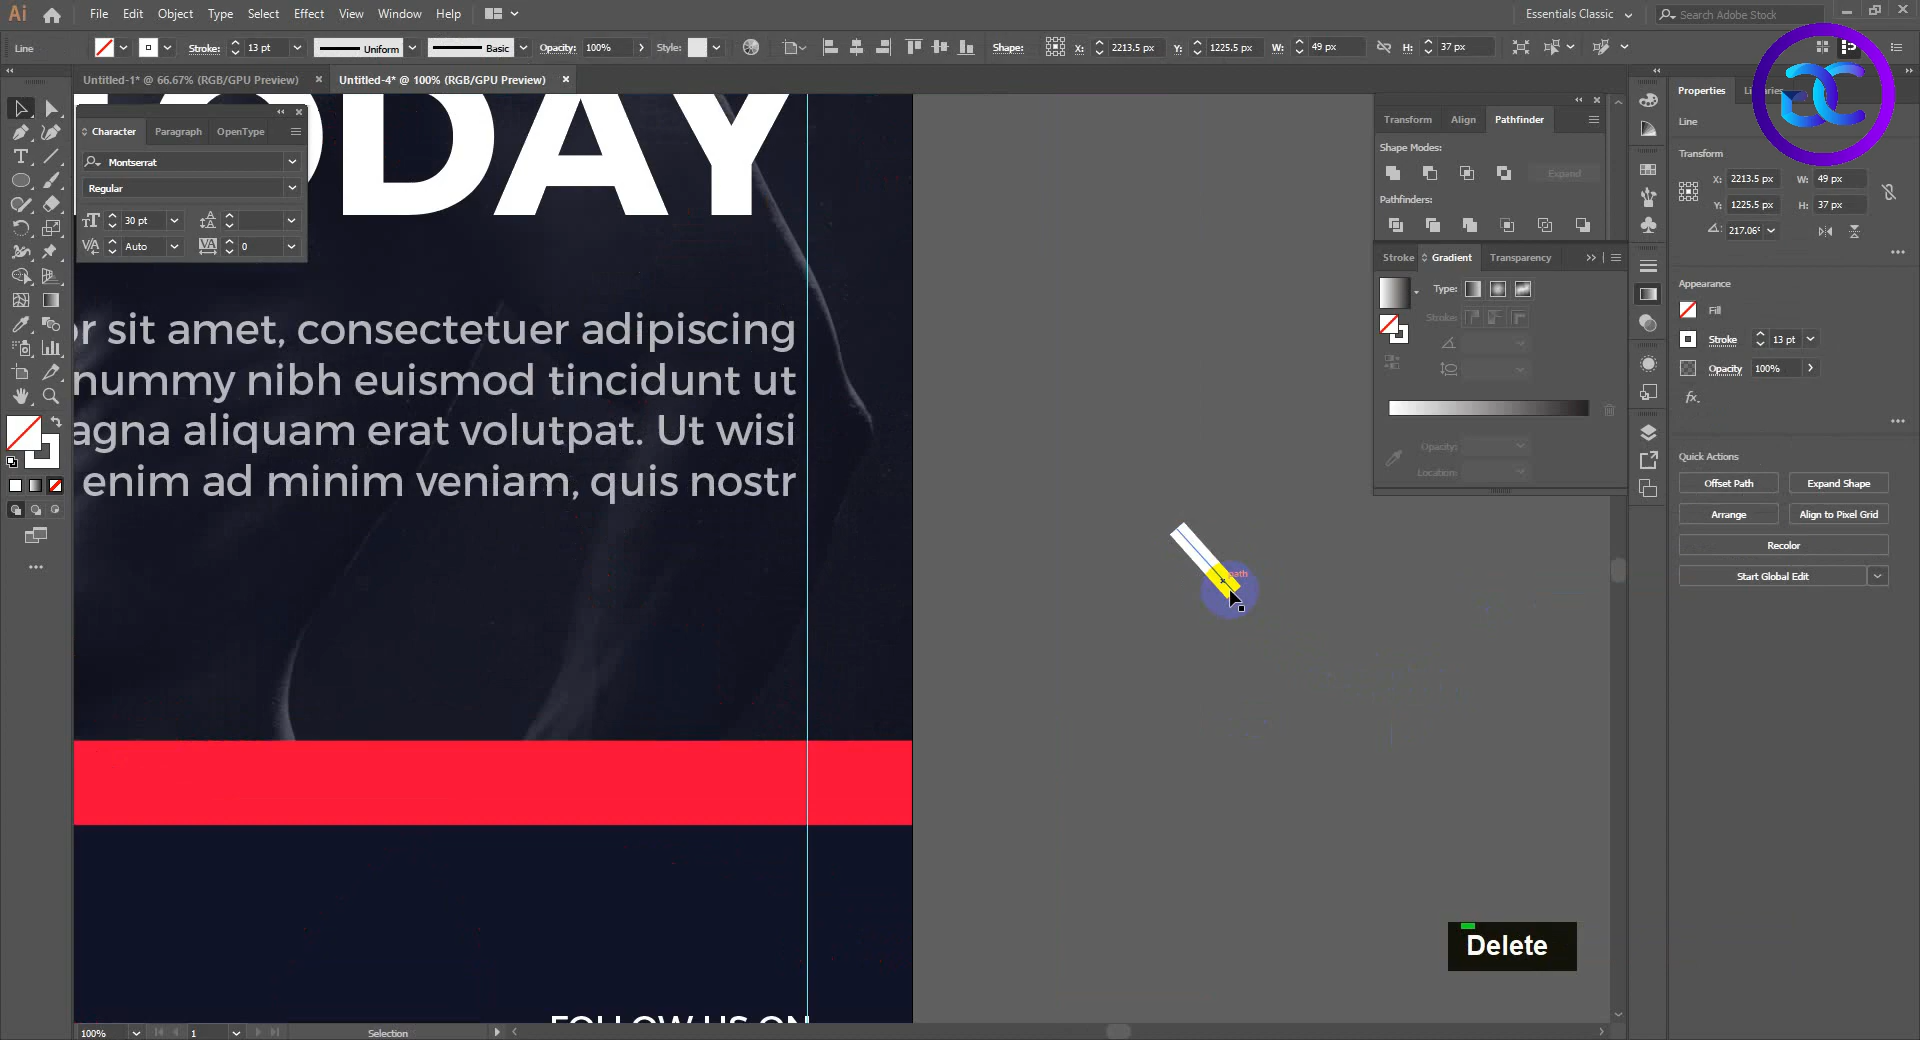 Ai File Edit Object Type Select Effect View Window Help Essentials Classic Search Adobe Stock
Line Stroke: 13 pt Uniform Basic Opacity: 100% Style: Shape: X: 2213.5 px Y: 1225.5 px W: 49 px H: 37 px
Untitled-1* @ 66.67% (RGB/GPU Preview) × Untitled-4* @ 100% (RGB/GPU Preview) ×
Character Paragraph OpenType
Montserrat
Regular
30 pt
Auto 0
TODAY
or sit amet, consectetuer adipiscing
nummy nibh euismod tincidunt ut
agna aliquam erat volutpat. Ut wisi
enim ad minim veniam, quis nostr
FOLLOW US ON
path
Delete
Transform Align Pathfinder
Shape Modes:
Expand
Pathfinders:
Stroke Gradient Transparency
Type:
Stroke:
Opacity:
Location:
Properties
Line
Transform
X: 2213.5 px W: 49 px
Y: 1225.5 px H: 37 px
217.06°
Appearance
Fill
Stroke 13 pt
Opacity 100%
fx.
Quick Actions
Offset Path Expand Shape
Arrange Align to Pixel Grid
Recolor
Start Global Edit
100% 1 Selection